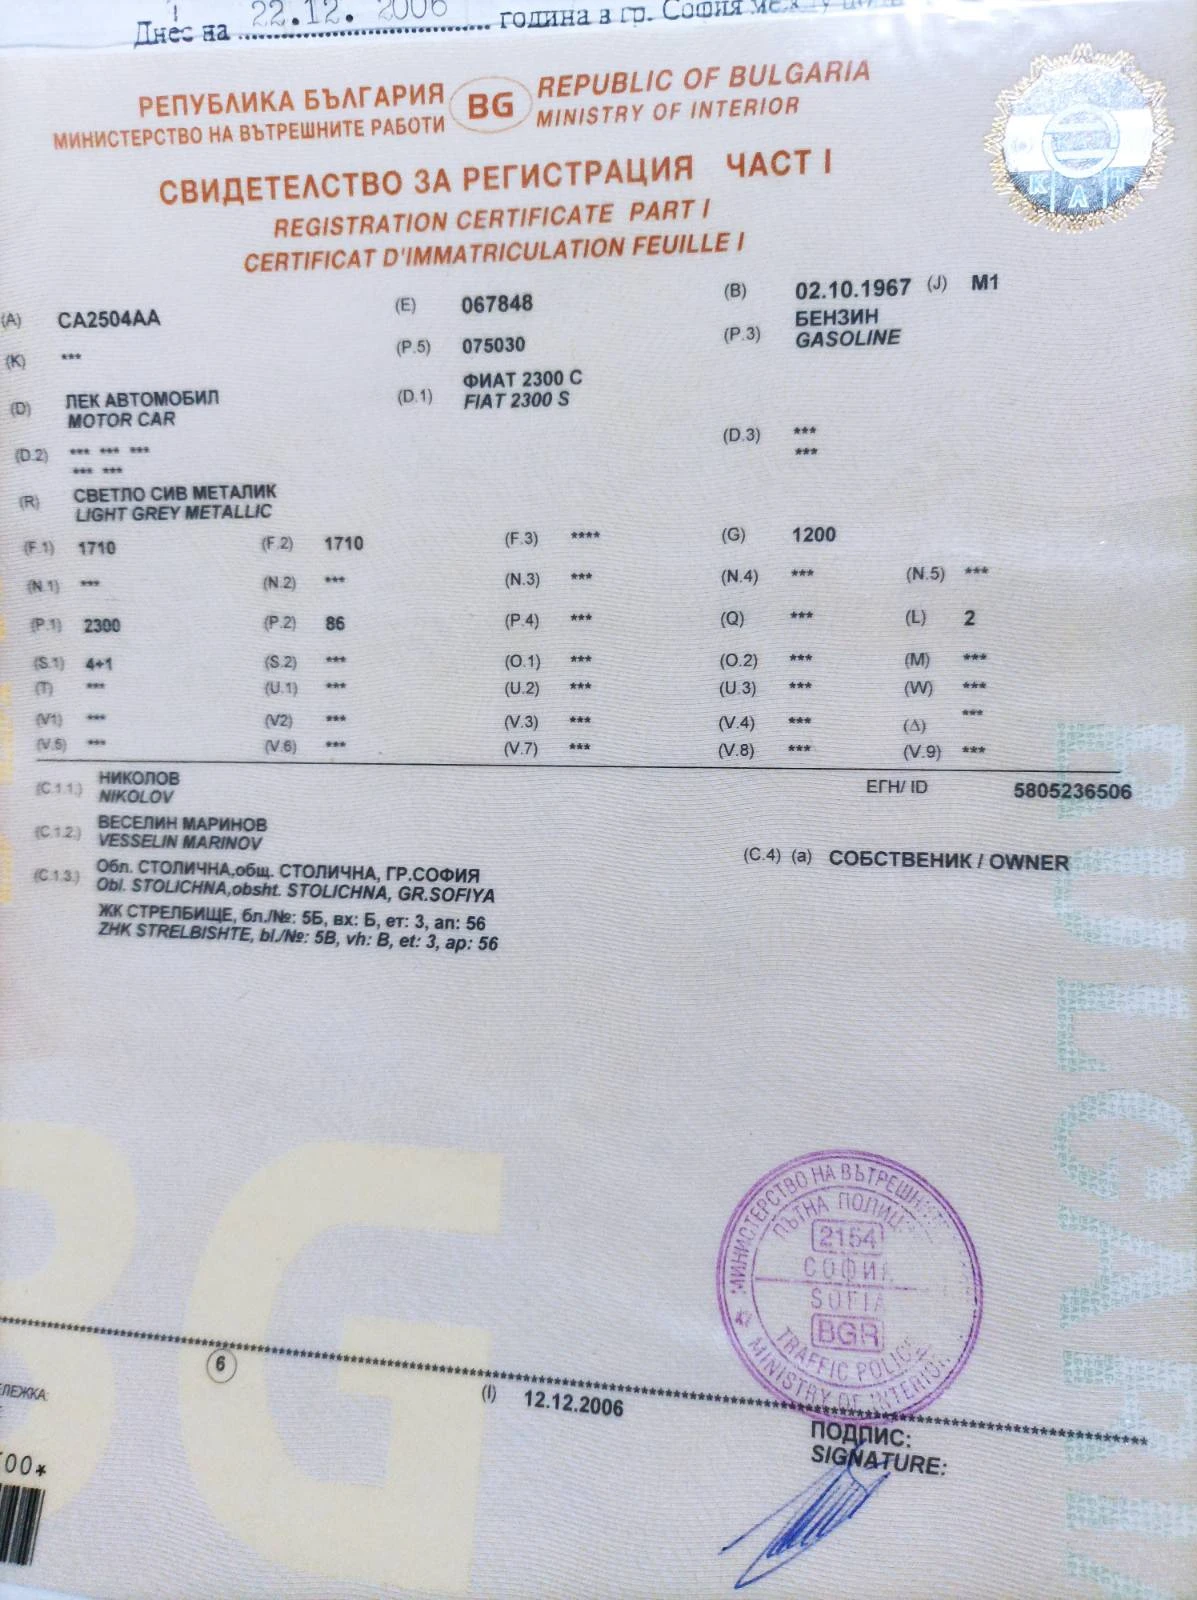 Днес на 22.12. 2006 година в гр. София между
РЕПУБЛИКА БЪЛГАРИЯ BG REPUBLIC OF BULGARIA
МИНИСТЕРСТВО НА ВЪТРЕШНИТЕ РАБОТИ MINISTRY OF INTERIOR
К А Т
СВИДЕТЕЛСТВО ЗА РЕГИСТРАЦИЯ ЧАСТ I
REGISTRATION CERTIFICATE PART I
CERTIFICAT D'IMMATRICULATION FEUILLE I
(A) CA2504AA (E) 067848 (B) 02.10.1967 (J) M1
(K) *** (P.5) 075030 (P.3) БЕНЗИН
GASOLINE
(D) ЛЕК АВТОМОБИЛ (D.1) ФИАТ 2300 С
MOTOR CAR FIAT 2300 S
(D.2) *** *** *** (D.3) ***
*** *** ***
(R) СВЕТЛО СИВ МЕТАЛИК
LIGHT GREY METALLIC
(F.1) 1710 (F.2) 1710 (F.3) **** (G) 1200
(N.1) *** (N.2) *** (N.3) *** (N.4) *** (N.5) ***
(P.1) 2300 (P.2) 86 (P.4) *** (Q) *** (L) 2
(S.1) 4+1 (S.2) *** (O.1) *** (O.2) *** (M) ***
(T) *** (U.1) *** (U.2) *** (U.3) *** (W) ***
(V1) *** (V2) *** (V.3) *** (V.4) *** (Δ) ***
(V.5) *** (V.6) *** (V.7) *** (V.8) *** (V.9) ***
(C.1.1.) НИКОЛОВ ЕГН/ ID 5805236506
NIKOLOV
(C.1.2.) ВЕСЕЛИН МАРИНОВ
VESSELIN MARINOV
(C.4) (a) СОБСТВЕНИК / OWNER
(C.1.3.) Обл. СТОЛИЧНА,общ. СТОЛИЧНА, ГР.СОФИЯ
Obl. STOLICHNA,obsht. STOLICHNA, GR.SOFIYA
ЖК СТРЕЛБИЩЕ, бл./№: 5Б, вх: Б, ет: 3, ап: 56
ZHK STRELBISHTE, bl./№: 5B, vh: B, et: 3, ap: 56
BG
МИНИСТЕРСТВО НА ВЪТРЕШНИТЕ
ПЪТНА ПОЛИЦИЯ
2154
СОФИЯ
SOFIA
BGR
TRAFFIC POLICE
MINISTRY OF INTERIOR
6
(I) 12.12.2006
ПОДПИС:
SIGNATURE: